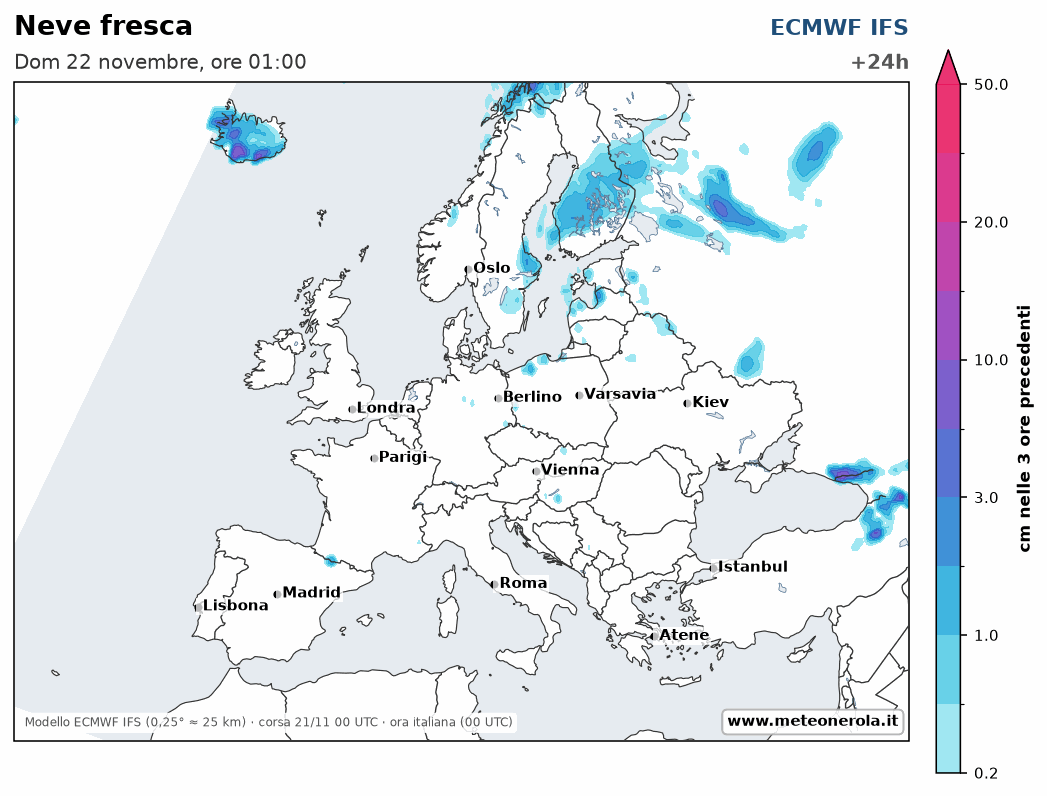 Neve fresca
ECMWF IFS
Dom 22 novembre, ore 01:00
+24h
50.0
20.0
10.0
3.0
1.0
0.2
cm nelle 3 ore precedenti
Oslo
Berlino
Varsavia
Kiev
Londra
Parigi
Vienna
Istanbul
Roma
Madrid
Lisbona
Atene
Modello ECMWF IFS (0,25° ≈ 25 km) · corsa 21/11 00 UTC · ora italiana (00 UTC)
www.meteonerola.it